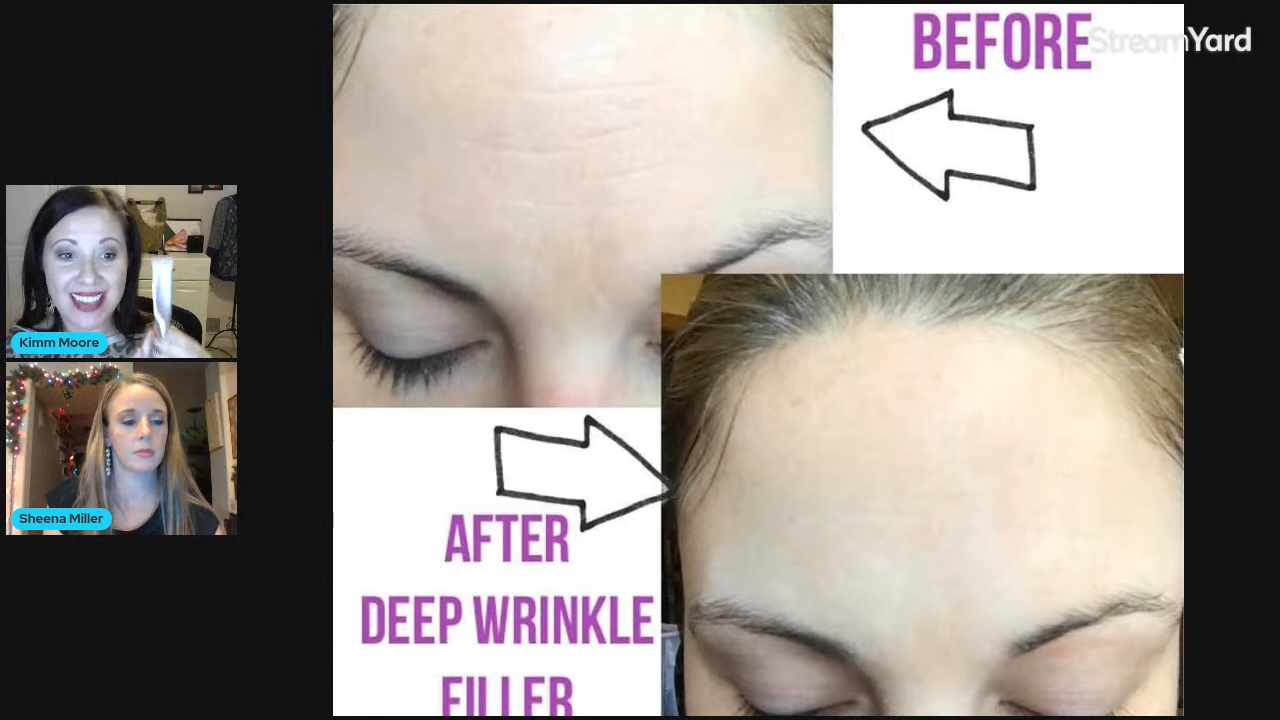 BEFORE
StreamYard
Kimm Moore
Sheena Miller
AFTER
DEEP WRINKLE
FILLER